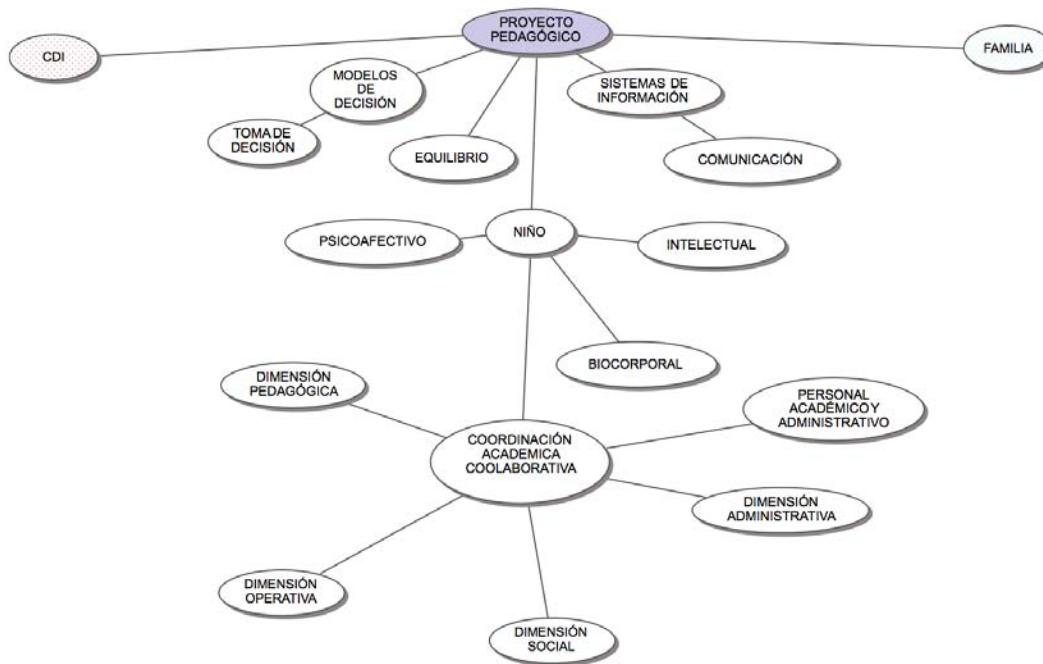 PROYECTO
PEDAGÓGICO
CDI
FAMILIA
MODELOS
DE
DECISIÓN
SISTEMAS DE
INFORMACIÓN
TOMA DE
DECISIÓN
EQUILIBRIO
COMUNICACIÓN
PSICOAFECTIVO
NIÑO
INTELECTUAL
BIOCORPORAL
DIMENSIÓN
PEDAGÓGICA
PERSONAL
ACADÉMICO Y
ADMINISTRATIVO
COORDINACIÓN
ACADEMICA
COOLABORATIVA
DIMENSIÓN
ADMINISTRATIVA
DIMENSIÓN
OPERATIVA
DIMENSIÓN
SOCIAL